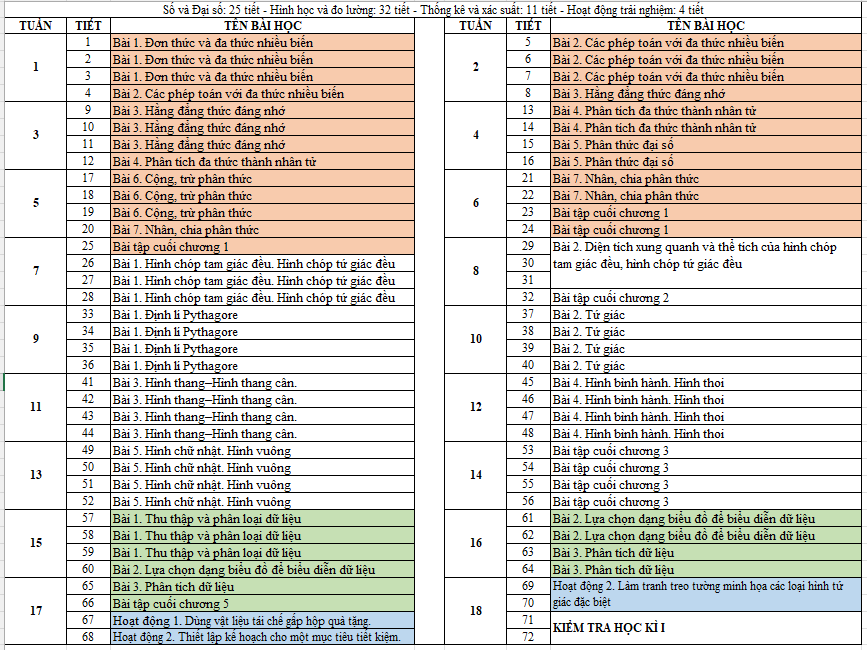 Số và Đại số: 25 tiết - Hình học và đo lường: 32 tiết - Thống kê và xác suất: 11 tiết - Hoạt động trải nghiệm: 4 tiết
TUẦN TIẾT TÊN BÀI HỌC TUẦN TIẾT TÊN BÀI HỌC
1
1 Bài 1. Đơn thức và đa thức nhiều biến
2 Bài 1. Đơn thức và đa thức nhiều biến
3 Bài 1. Đơn thức và đa thức nhiều biến
4 Bài 2. Các phép toán với đa thức nhiều biến
2
5 Bài 2. Các phép toán với đa thức nhiều biến
6 Bài 2. Các phép toán với đa thức nhiều biến
7 Bài 2. Các phép toán với đa thức nhiều biến
8 Bài 3. Hằng đẳng thức đáng nhớ
3
9 Bài 3. Hằng đẳng thức đáng nhớ
10 Bài 3. Hằng đẳng thức đáng nhớ
11 Bài 3. Hằng đẳng thức đáng nhớ
12 Bài 4. Phân tích đa thức thành nhân tử
4
13 Bài 4. Phân tích đa thức thành nhân tử
14 Bài 4. Phân tích đa thức thành nhân tử
15 Bài 5. Phân thức đại số
16 Bài 5. Phân thức đại số
5
17 Bài 6. Cộng, trừ phân thức
18 Bài 6. Cộng, trừ phân thức
19 Bài 6. Cộng, trừ phân thức
20 Bài 7. Nhân, chia phân thức
6
21 Bài 7. Nhân, chia phân thức
22 Bài 7. Nhân, chia phân thức
23 Bài tập cuối chương 1
24 Bài tập cuối chương 1
7
25 Bài tập cuối chương 1
26 Bài 1. Hình chóp tam giác đều. Hình chóp tứ giác đều
27 Bài 1. Hình chóp tam giác đều. Hình chóp tứ giác đều
28 Bài 1. Hình chóp tam giác đều. Hình chóp tứ giác đều
8
29 Bài 2. Diện tích xung quanh và thể tích của hình chóp
30 tam giác đều, hình chóp tứ giác đều
31
32 Bài tập cuối chương 2
9
33 Bài 1. Định lí Pythagore
34 Bài 1. Định lí Pythagore
35 Bài 1. Định lí Pythagore
36 Bài 1. Định lí Pythagore
10
37 Bài 2. Tứ giác
38 Bài 2. Tứ giác
39 Bài 2. Tứ giác
40 Bài 2. Tứ giác
11
41 Bài 3. Hình thang–Hình thang cân.
42 Bài 3. Hình thang–Hình thang cân.
43 Bài 3. Hình thang–Hình thang cân.
44 Bài 3. Hình thang–Hình thang cân.
12
45 Bài 4. Hình bình hành. Hình thoi
46 Bài 4. Hình bình hành. Hình thoi
47 Bài 4. Hình bình hành. Hình thoi
48 Bài 4. Hình bình hành. Hình thoi
13
49 Bài 5. Hình chữ nhật. Hình vuông
50 Bài 5. Hình chữ nhật. Hình vuông
51 Bài 5. Hình chữ nhật. Hình vuông
52 Bài 5. Hình chữ nhật. Hình vuông
14
53 Bài tập cuối chương 3
54 Bài tập cuối chương 3
55 Bài tập cuối chương 3
56 Bài tập cuối chương 3
15
57 Bài 1. Thu thập và phân loại dữ liệu
58 Bài 1. Thu thập và phân loại dữ liệu
59 Bài 1. Thu thập và phân loại dữ liệu
60 Bài 2. Lựa chọn dạng biểu đồ để biểu diễn dữ liệu
16
61 Bài 2. Lựa chọn dạng biểu đồ để biểu diễn dữ liệu
62 Bài 2. Lựa chọn dạng biểu đồ để biểu diễn dữ liệu
63 Bài 3. Phân tích dữ liệu
64 Bài 3. Phân tích dữ liệu
17
65 Bài 3. Phân tích dữ liệu
66 Bài tập cuối chương 5
67 Hoạt động 1. Dùng vật liệu tái chế gấp hộp quà tặng.
68 Hoạt động 2. Thiết lập kế hoạch cho một mục tiêu tiết kiệm.
18
69 Hoạt động 2. Làm tranh treo tường minh họa các loại hình tứ
70 giác đặc biệt
71 KIỂM TRA HỌC KÌ I
72